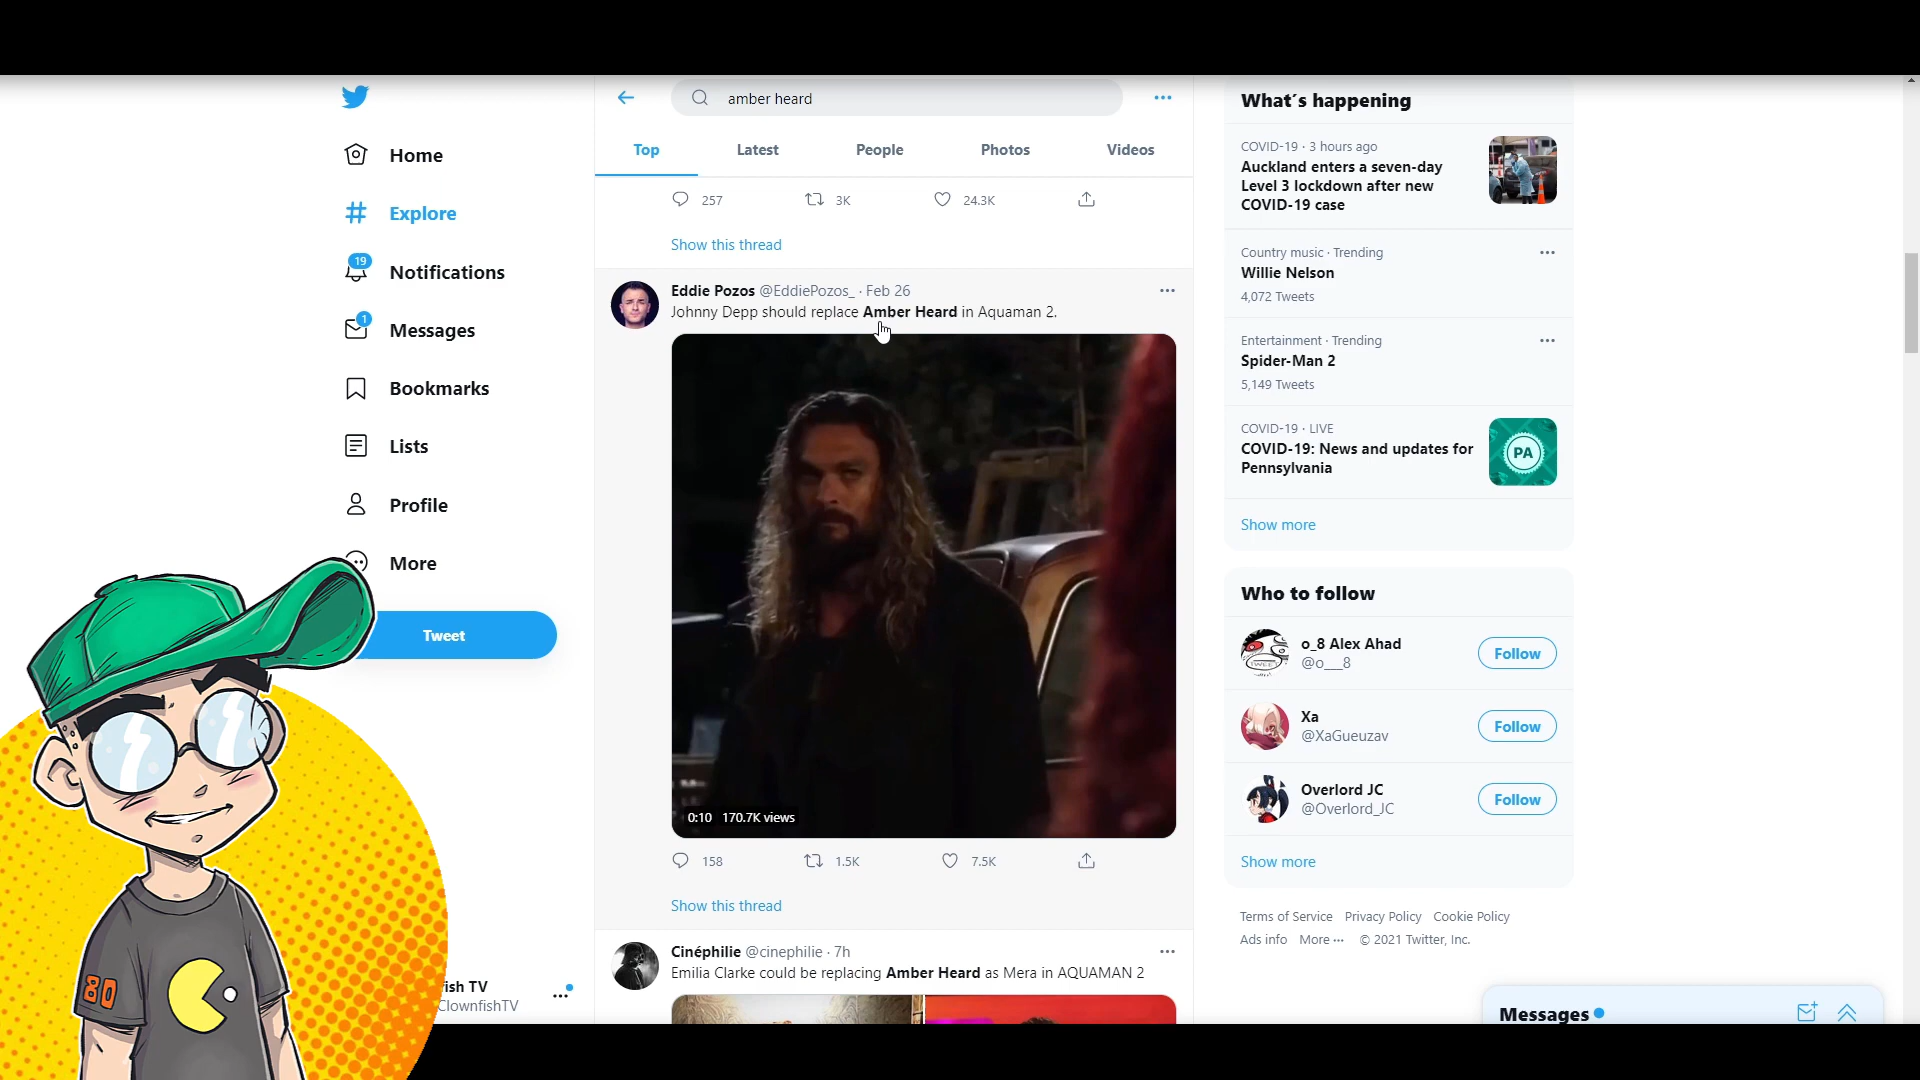 Home
Explore
19
Notifications
1
Messages
Bookmarks
Lists
Profile
More
Tweet
fish TV
ClownfishTV
80
amber heard
Top
Latest
People
Photos
Videos
257
3K
24.3K
Show this thread
Eddie Pozos @EddiePozos_ · Feb 26
Johnny Depp should replace Amber Heard in Aquaman 2.
0:10 170.7K views
158
1.5K
7.5K
Show this thread
Cinéphilie @cinephilie · 7h
Emilia Clarke could be replacing Amber Heard as Mera in AQUAMAN 2
What's happening
COVID-19 · 3 hours ago
Auckland enters a seven-day
Level 3 lockdown after new
COVID-19 case
Country music · Trending
Willie Nelson
4,072 Tweets
Entertainment · Trending
Spider-Man 2
5,149 Tweets
COVID-19 · LIVE
COVID-19: News and updates for
Pennsylvania
PA
Show more
Who to follow
o_8 Alex Ahad
@o___8
Follow
Xa
@XaGueuzav
Follow
Overlord JC
@Overlord_JC
Follow
Show more
Terms of Service Privacy Policy Cookie Policy
Ads info More ··· © 2021 Twitter, Inc.
Messages